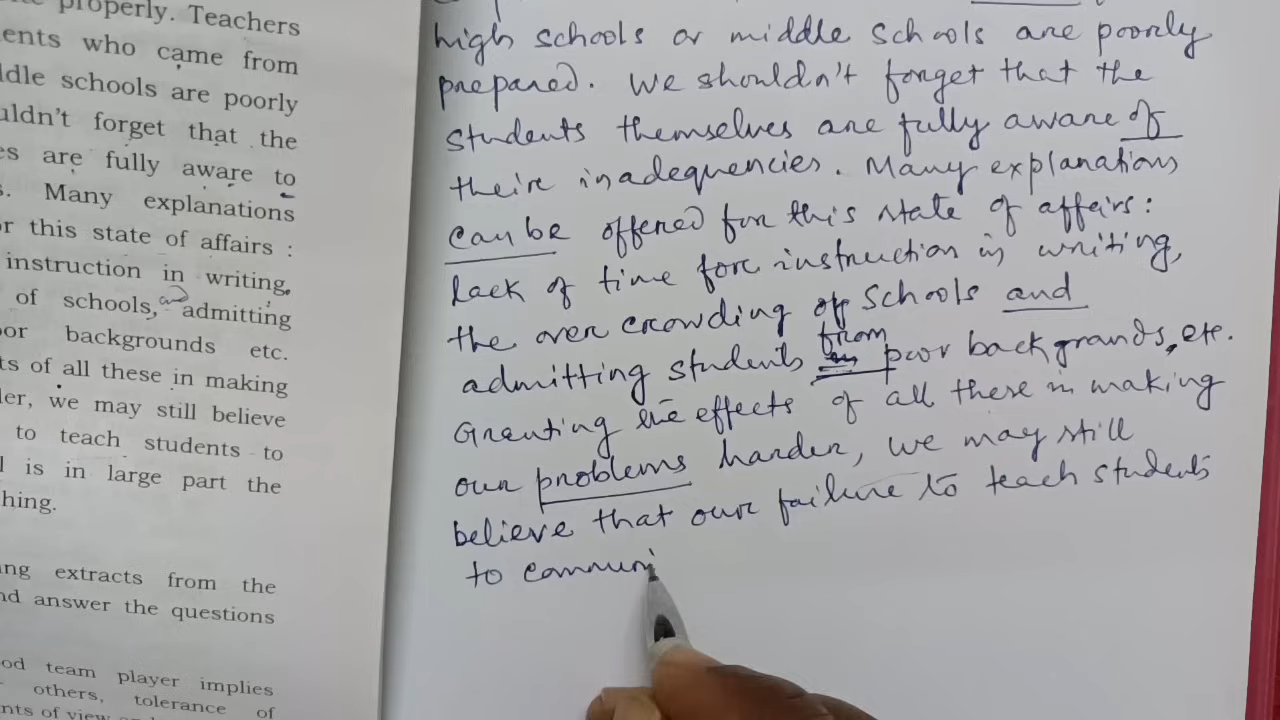 properly. Teachers
ents who came from
ddle schools are poorly
uldn't forget that the
es are fully aware to
s. Many explanations
or this state of affairs :
instruction in writing,
of schools, and admitting
oor backgrounds etc.
ts of all these in making
der, we may still believe
to teach students to
l is in large part the
hing.
ng extracts from the
nd answer the questions
od team player implies
others, tolerance of
nts of view
high schools or middle schools are poorly
prepared. We shouldn't forget that the
students themselves are fully aware of
their inadequencies. Many explanations
can be offered for this state of affairs:
lack of time for instruction in writing,
the over crowding of schools and
admitting students from poor backgrounds, etc.
Granting the effects of all these in making
our problems harder, we may still
believe that our failure to teach students
to communi